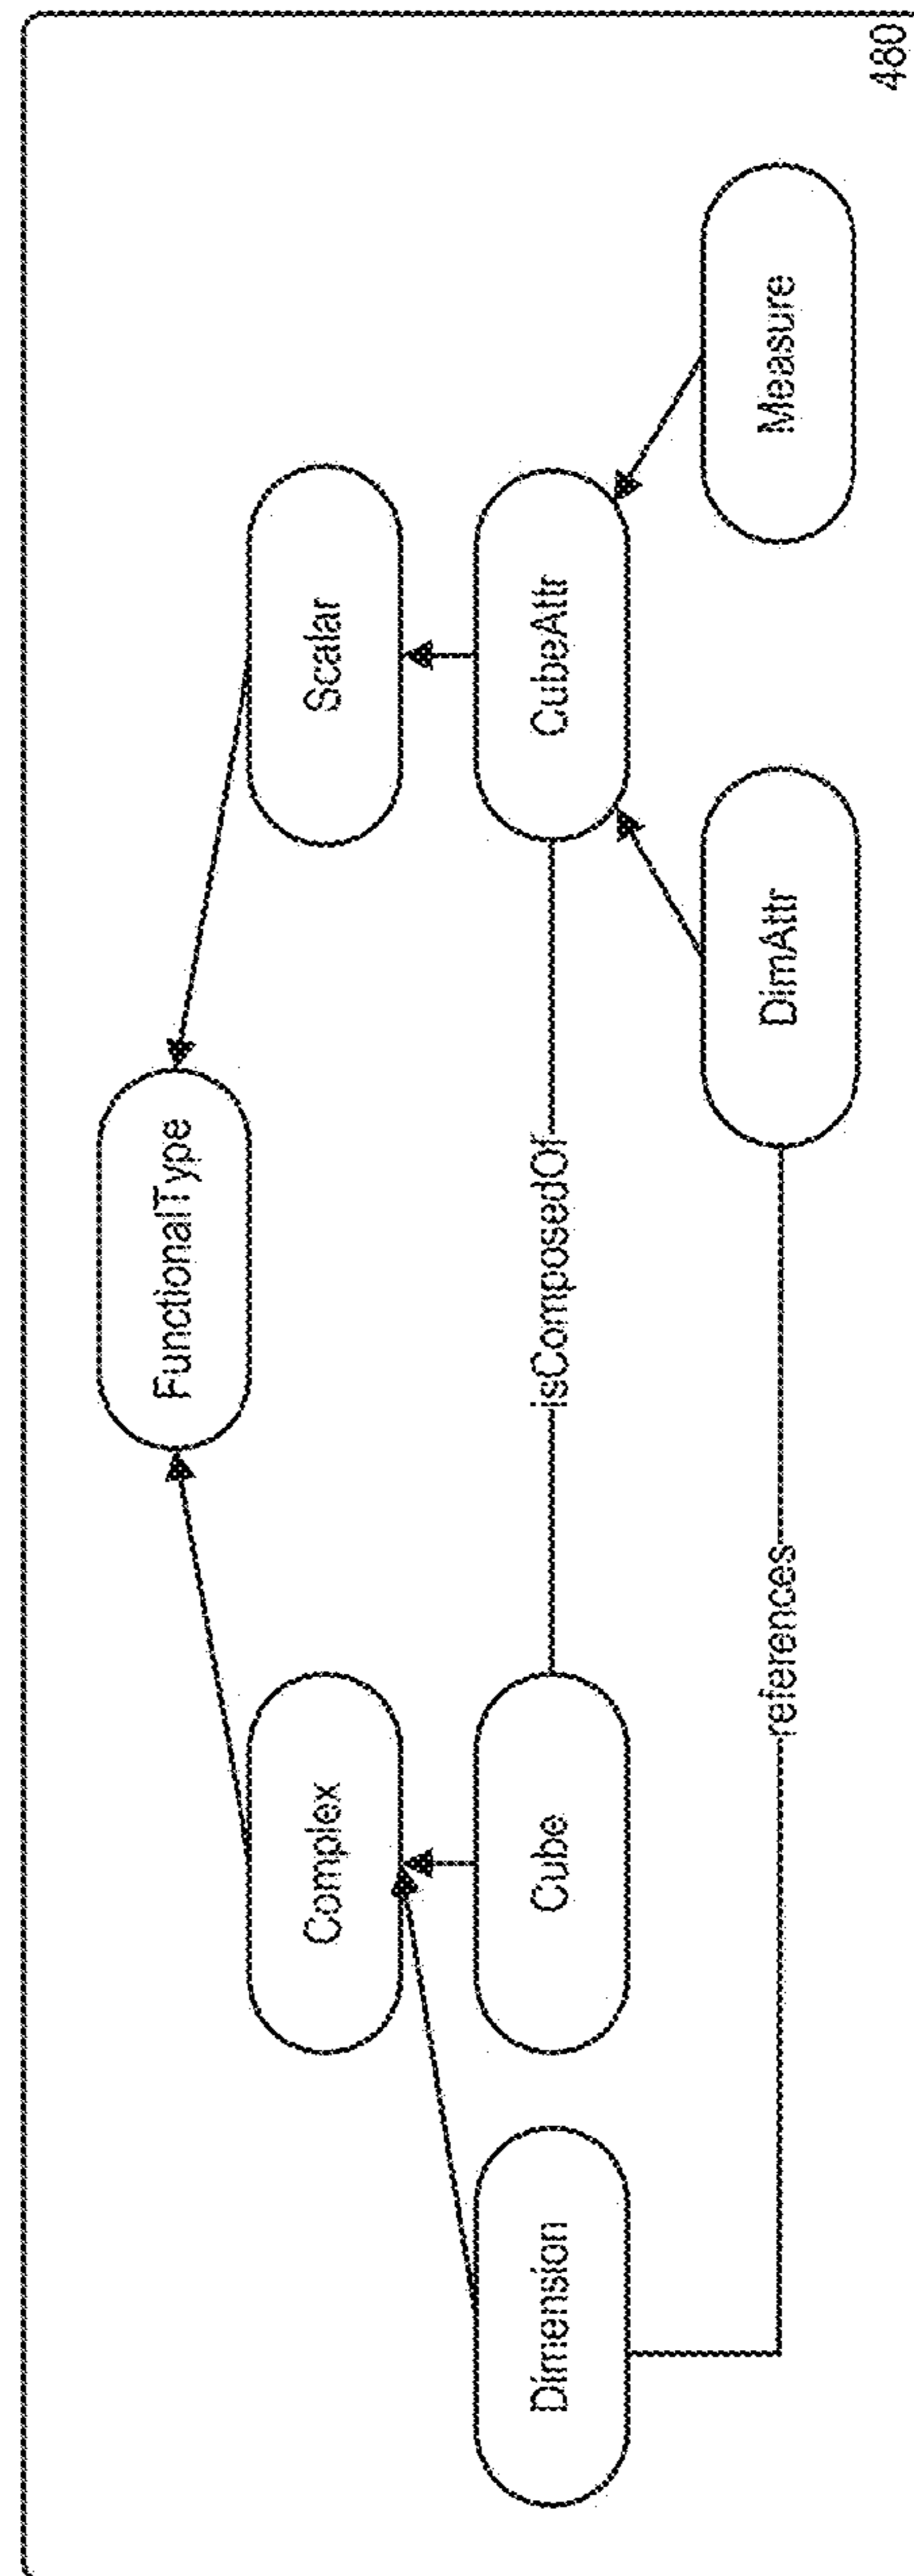 FunctionalType
Complex
Scalar
Dimension
Cube
isComposedOf
CubeAttr
references
DimAttr
Measure
480